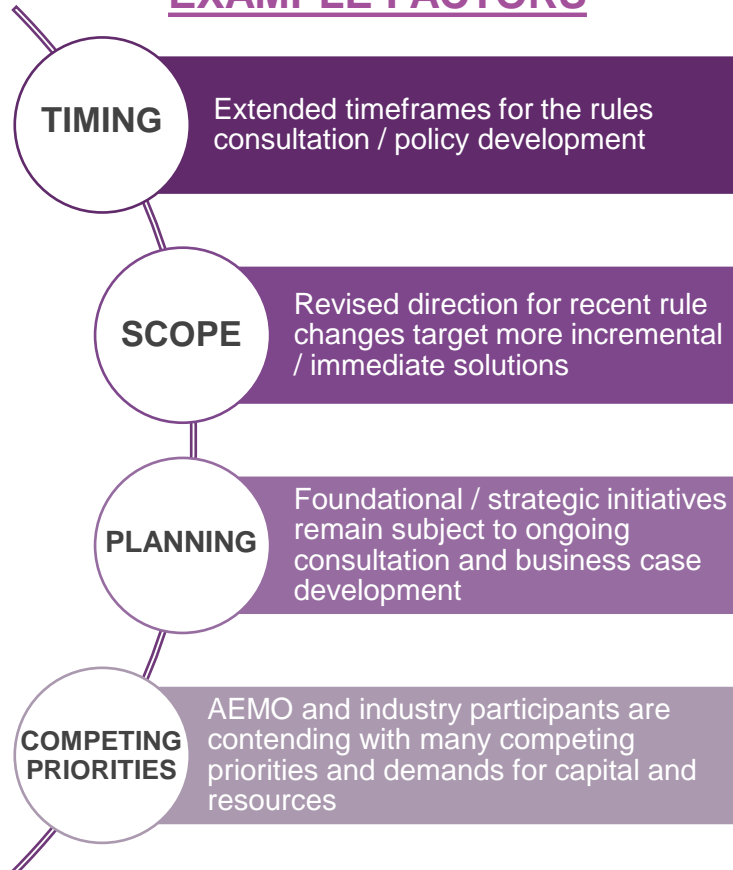 EXAMPLE FACTORS
TIMING
Extended timeframes for the rules
consultation / policy development
SCOPE
Revised direction for recent rule
changes target more incremental
/ immediate solutions
PLANNING
Foundational / strategic initiatives
remain subject to ongoing
consultation and business case
development
COMPETING
PRIORITIES
AEMO and industry participants are
contending with many competing
priorities and demands for capital and
resources